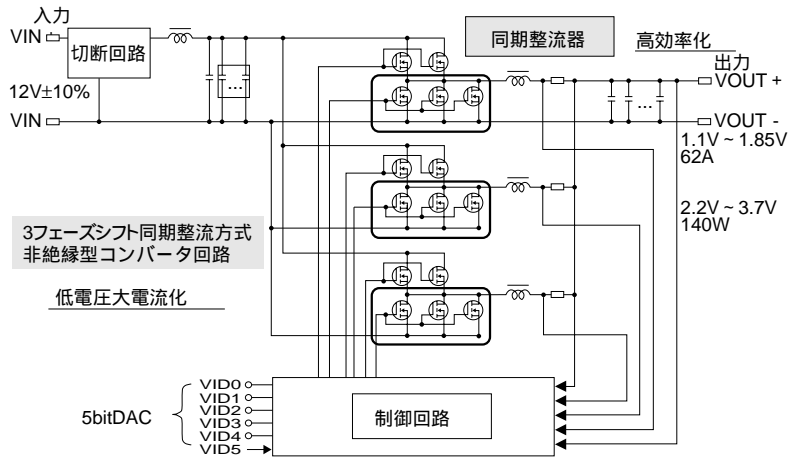 入力
VIN
切断回路
12V±10%
VIN
同期整流器
高効率化
出力
VOUT +
VOUT -
1.1V ~ 1.85V
62A
2.2V ~ 3.7V
140W
3フェーズシフト同期整流方式
非絶縁型コンバータ回路
低電圧大電流化
5bitDAC
VID0
VID1
VID2
VID3
VID4
VID5
制御回路
...
...